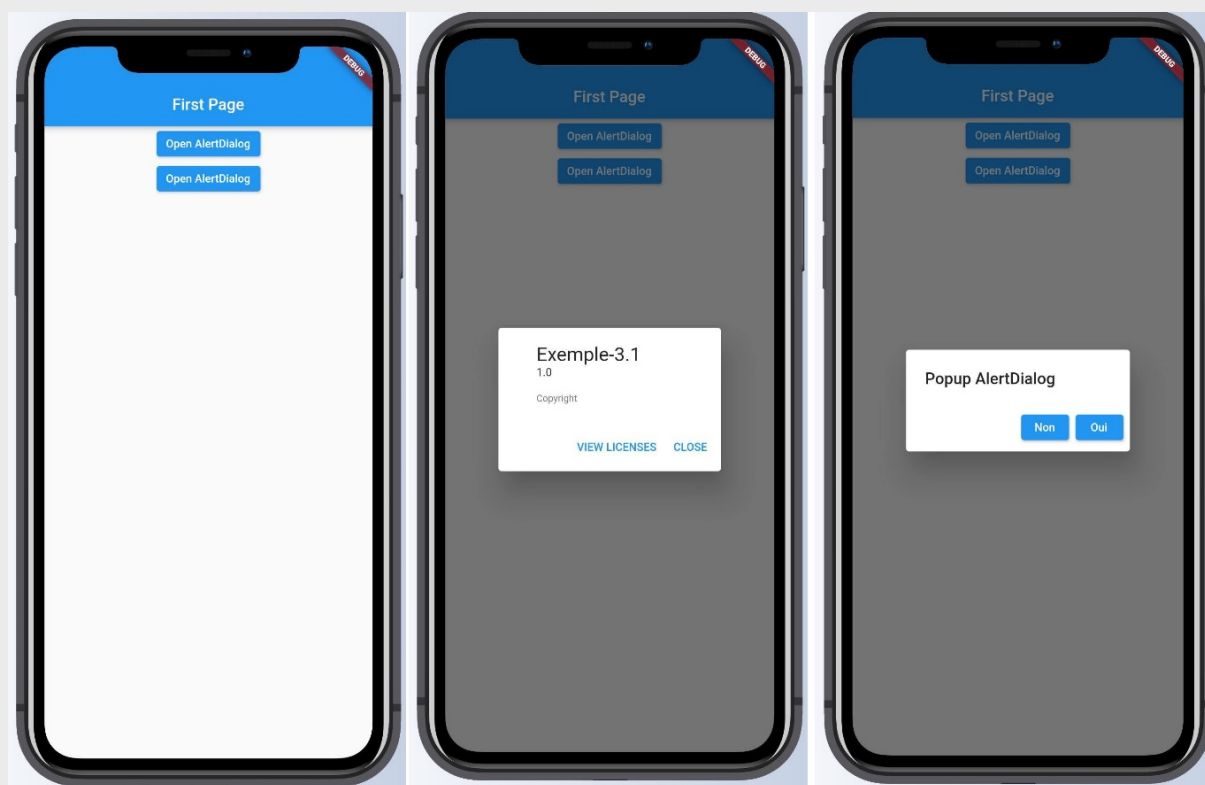 DEBUG
First Page
Open AlertDialog
Open AlertDialog
DEBUG
First Page
Open AlertDialog
Open AlertDialog
Exemple-3.1
1.0
Copyright
VIEW LICENSES CLOSE
DEBUG
First Page
Open AlertDialog
Open AlertDialog
Popup AlertDialog
Non Oui